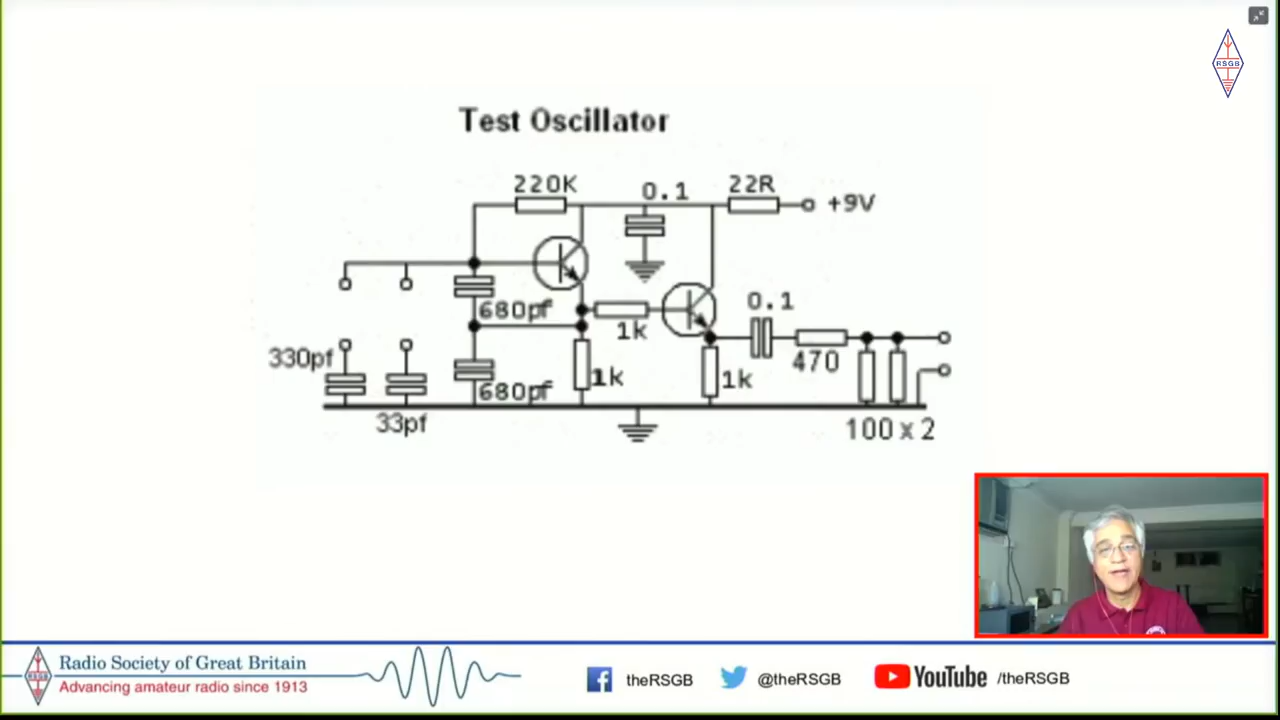 RSGB
Test Oscillator
220K
0.1
22R
+9V
680pf
1k
0.1
330pf
470
680pf
1k
1k
33pf
100 x 2
RSGB
Radio Society of Great Britain
Advancing amateur radio since 1913
theRSGB
@theRSGB
YouTube /theRSGB